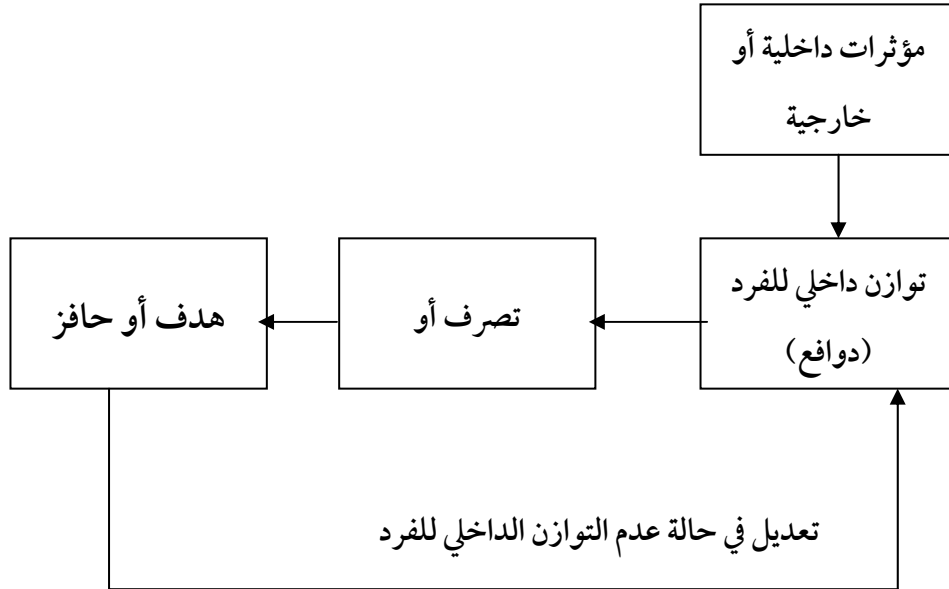 مؤثرات داخلية أو
خارجية
توازن داخلي للفرد
(دوافع)
تصرف أو
هدف أو حافز
تعديل في حالة عدم التوازن الداخلي للفرد